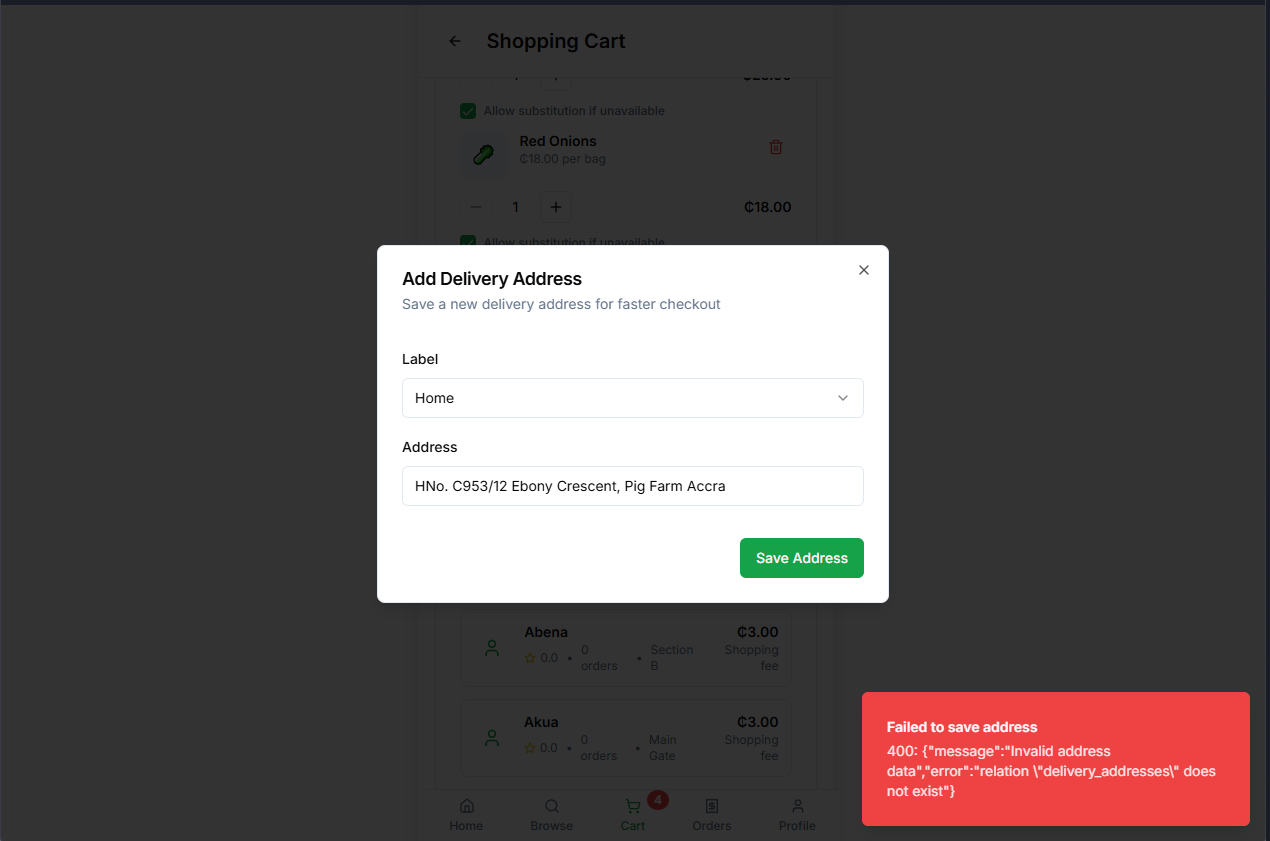 Shopping Cart
Allow substitution if unavailable
Red Onions
₵18.00 per bag
1
₵18.00
Allow substitution if unavailable
Add Delivery Address
Save a new delivery address for faster checkout
Label
Home
Address
HNo. C953/12 Ebony Crescent, Pig Farm Accra
Save Address
Abena ₵3.00
0.0 • 0 orders • Section B Shopping fee
Akua ₵3.00
0.0 • 0 orders • Main Gate Shopping fee
Failed to save address
400: {"message":"Invalid address
data","error":"relation \"delivery_addresses\" does
not exist"}
4
Home Browse Cart Orders Profile